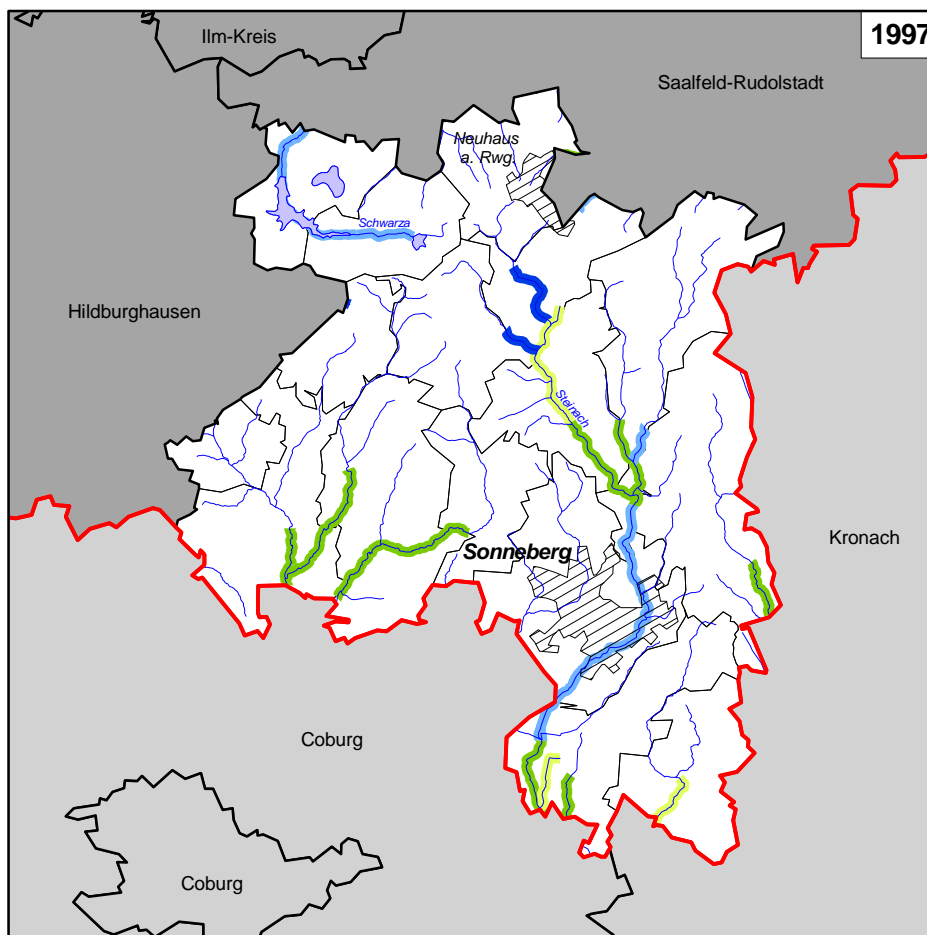 Ilm-Kreis
1997
Saalfeld-Rudolstadt
Neuhaus
a. Rwg.
Schwarza
Hildburghausen
Steinach
Kronach
Sonneberg
Coburg
Coburg